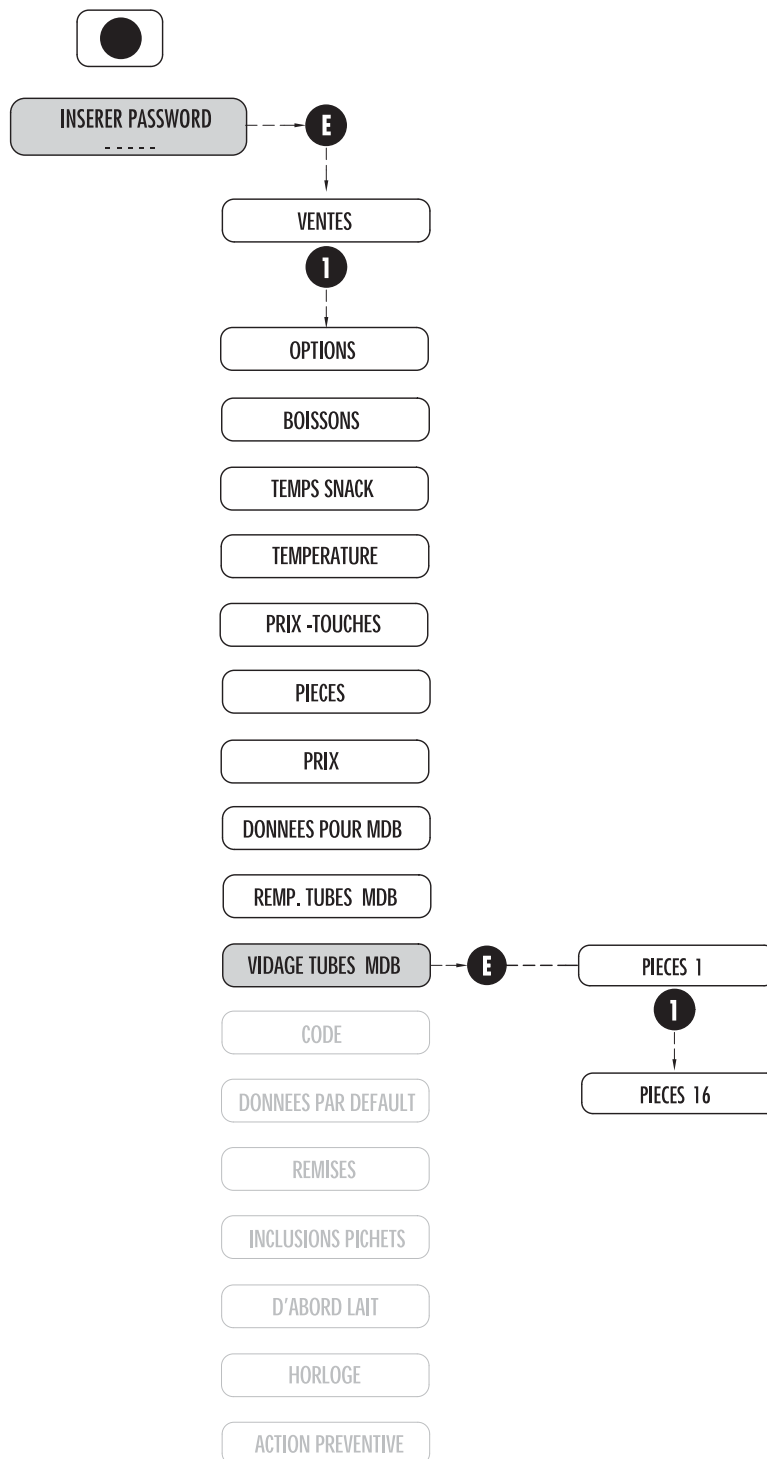 INSERER PASSWORD
- - - - -
E
VENTES
1
OPTIONS
BOISSONS
TEMPS SNACK
TEMPERATURE
PRIX -TOUCHES
PIECES
PRIX
DONNEES POUR MDB
REMP. TUBES MDB
VIDAGE TUBES MDB
E
PIECES 1
1
PIECES 16
CODE
DONNEES PAR DEFAULT
REMISES
INCLUSIONS PICHETS
D'ABORD LAIT
HORLOGE
ACTION PREVENTIVE